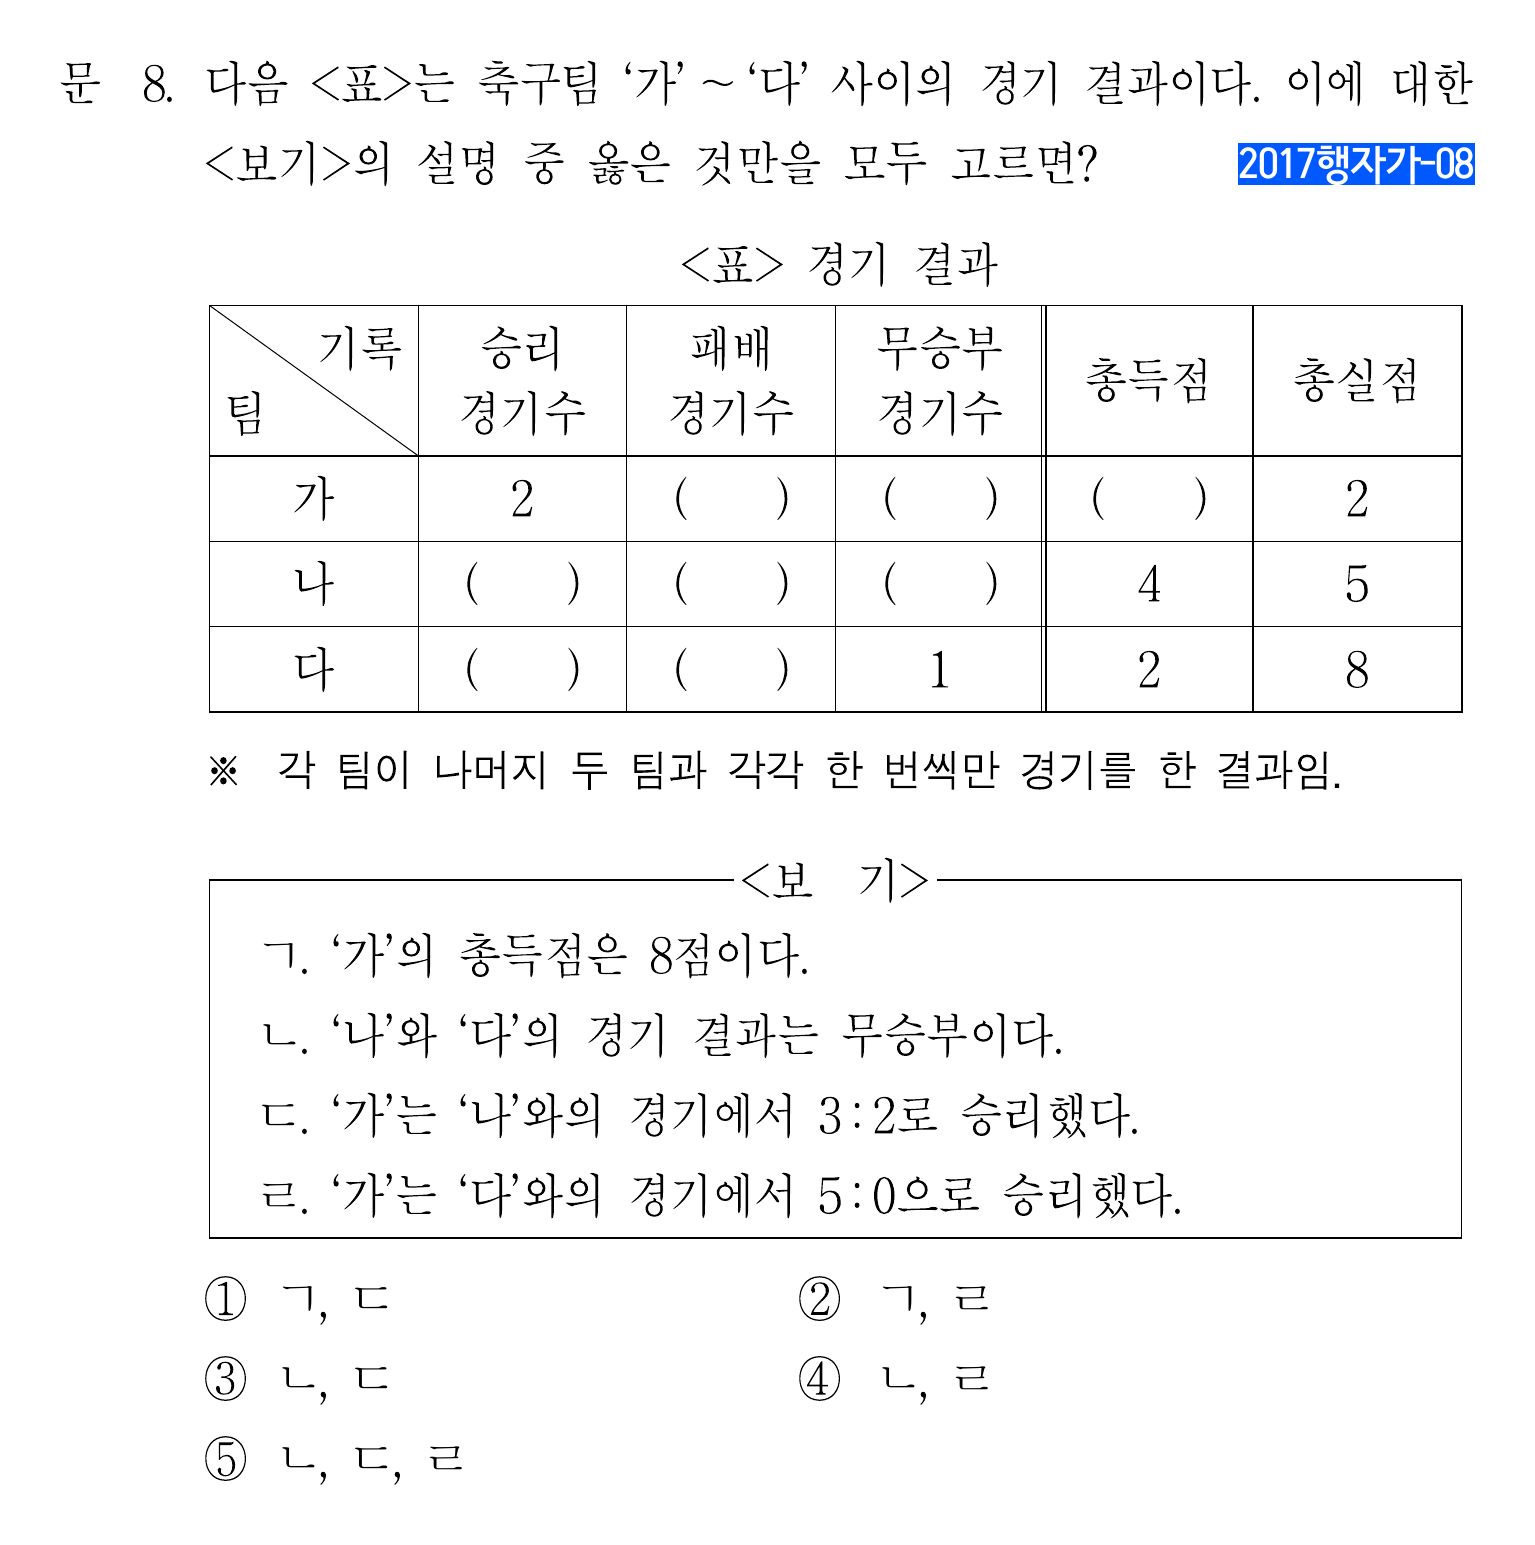 문 8. 다음 <표>는 축구팀 ‘가’~‘다’ 사이의 경기 결과이다. 이에 대한
<보기>의 설명 중 옳은 것만을 모두 고르면? 2017행자가-08
<표> 경기 결과
기록 팀 승리 경기수 패배 경기수 무승부 경기수 총득점 총실점
가 2 ( ) ( ) ( ) 2
나 ( ) ( ) ( ) 4 5
다 ( ) ( ) 1 2 8
※ 각 팀이 나머지 두 팀과 각각 한 번씩만 경기를 한 결과임.
<보 기>
ㄱ. ‘가’의 총득점은 8점이다.
ㄴ. ‘나’와 ‘다’의 경기 결과는 무승부이다.
ㄷ. ‘가’는 ‘나’와의 경기에서 3:2로 승리했다.
ㄹ. ‘가’는 ‘다’와의 경기에서 5:0으로 승리했다.
① ㄱ, ㄷ ② ㄱ, ㄹ
③ ㄴ, ㄷ ④ ㄴ, ㄹ
⑤ ㄴ, ㄷ, ㄹ